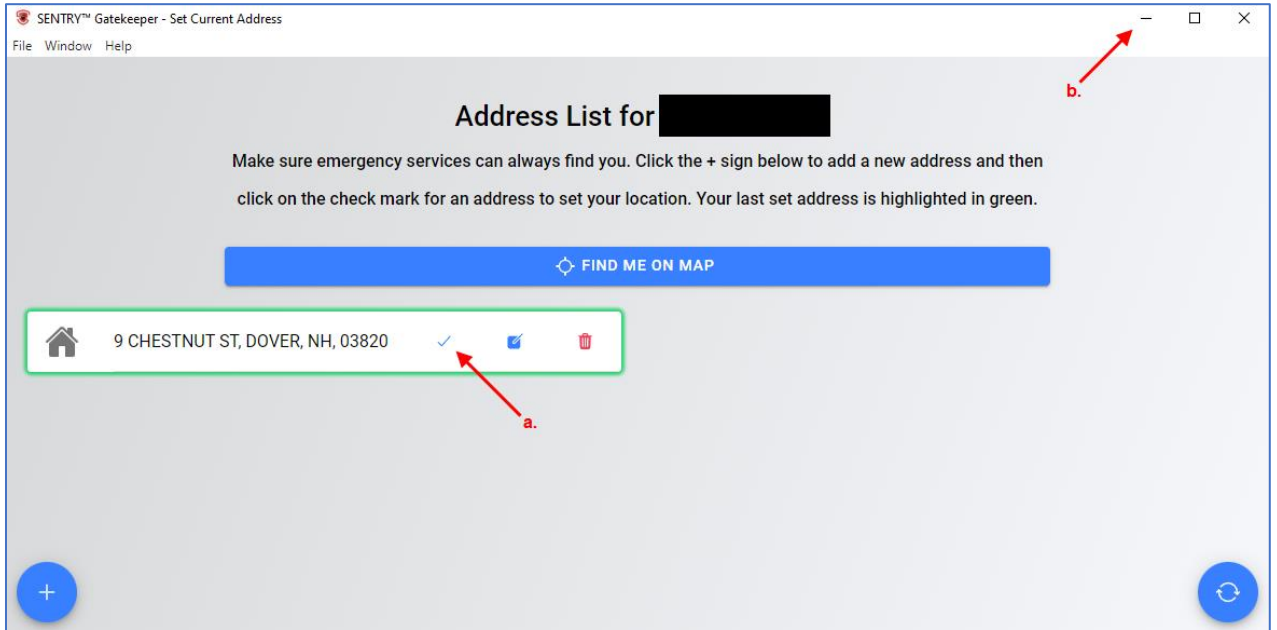 SENTRY™ Gatekeeper - Set Current Address
File Window Help
b.
Address List for
Make sure emergency services can always find you. Click the + sign below to add a new address and then
click on the check mark for an address to set your location. Your last set address is highlighted in green.
FIND ME ON MAP
9 CHESTNUT ST, DOVER, NH, 03820
a.